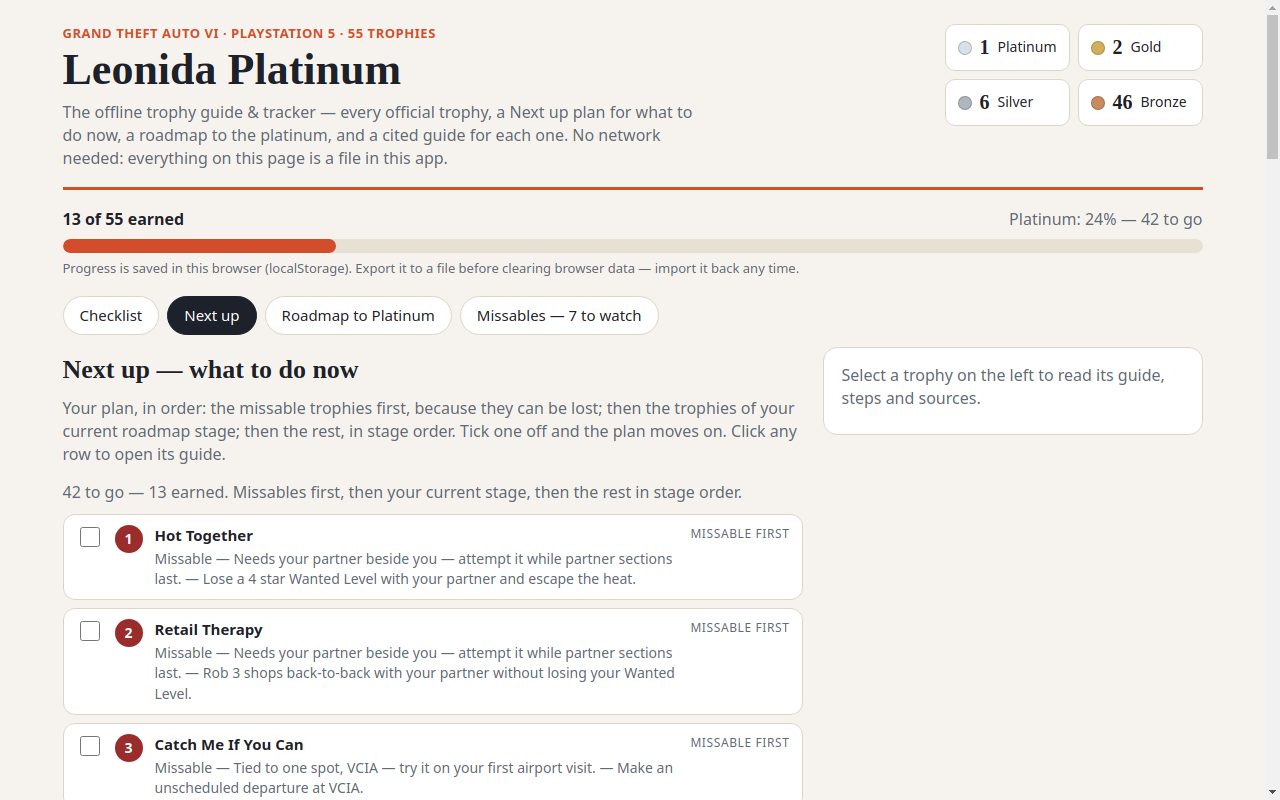 GRAND THEFT AUTO VI · PLAYSTATION 5 · 55 TROPHIES
Leonida Platinum
The offline trophy guide & tracker — every official trophy, a Next up plan for what to
do now, a roadmap to the platinum, and a cited guide for each one. No network
needed: everything on this page is a file in this app.
1 Platinum
2 Gold
6 Silver
46 Bronze
13 of 55 earned
Platinum: 24% — 42 to go
Progress is saved in this browser (localStorage). Export it to a file before clearing browser data — import it back any time.
Checklist
Next up
Roadmap to Platinum
Missables — 7 to watch
Next up — what to do now
Your plan, in order: the missable trophies first, because they can be lost; then the trophies of your
current roadmap stage; then the rest, in stage order. Tick one off and the plan moves on. Click any
row to open its guide.
42 to go — 13 earned. Missables first, then your current stage, then the rest in stage order.
1
Hot Together
MISSABLE FIRST
Missable — Needs your partner beside you — attempt it while partner sections
last. — Lose a 4 star Wanted Level with your partner and escape the heat.
2
Retail Therapy
MISSABLE FIRST
Missable — Needs your partner beside you — attempt it while partner sections
last. — Rob 3 shops back-to-back with your partner without losing your Wanted
Level.
3
Catch Me If You Can
MISSABLE FIRST
Missable — Tied to one spot, VCIA — try it on your first airport visit. — Make an
unscheduled departure at VCIA.
Select a trophy on the left to read its guide,
steps and sources.